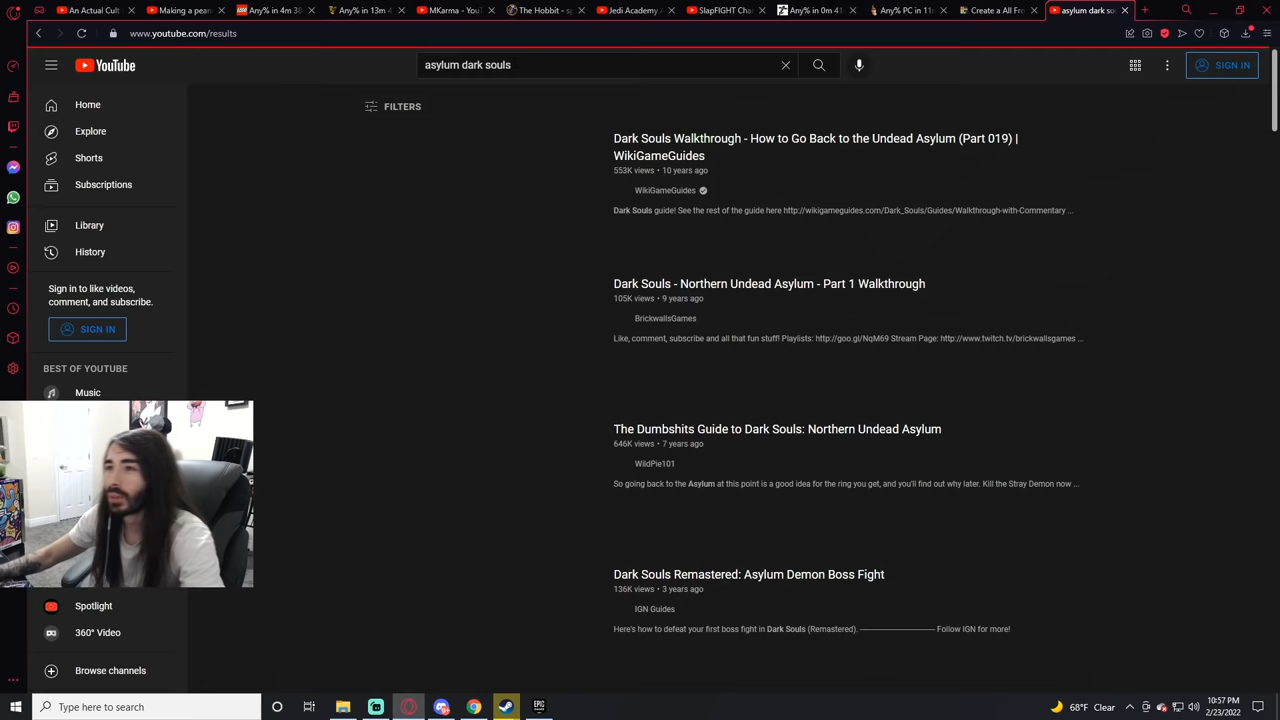 An Actual Cult
Making a pean
Any% in 4m 38
Any% in 13m 4
MKarma - You
The Hobbit - sp
Jedi Academy
SlapFIGHT Cha
Any% in 0m 41
Any% PC in 11
Create a All Fro
asylum dark so
www.youtube.com/results
YouTube
asylum dark souls
SIGN IN
Home
Explore
Shorts
Subscriptions
Library
History
Sign in to like videos,
comment, and subscribe.
SIGN IN
BEST OF YOUTUBE
Music
Spotlight
360° Video
Browse channels
FILTERS
Dark Souls Walkthrough - How to Go Back to the Undead Asylum (Part 019) |
WikiGameGuides
553K views • 10 years ago
WikiGameGuides
Dark Souls guide! See the rest of the guide here http://wikigameguides.com/Dark_Souls/Guides/Walkthrough-with-Commentary ...
Dark Souls - Northern Undead Asylum - Part 1 Walkthrough
105K views • 9 years ago
BrickwallsGames
Like, comment, subscribe and all that fun stuff! Playlists: http://goo.gl/NqM69 Stream Page: http://www.twitch.tv/brickwallsgames ...
The Dumbshits Guide to Dark Souls: Northern Undead Asylum
646K views • 7 years ago
WildPie101
So going back to the Asylum at this point is a good idea for the ring you get, and you'll find out why later. Kill the Stray Demon now ...
Dark Souls Remastered: Asylum Demon Boss Fight
136K views • 3 years ago
IGN Guides
Here's how to defeat your first boss fight in Dark Souls (Remastered). ---------------------------------- Follow IGN for more!
Type here to search
EPIC GAMES
68°F Clear
10:57 PM
2/23/2022